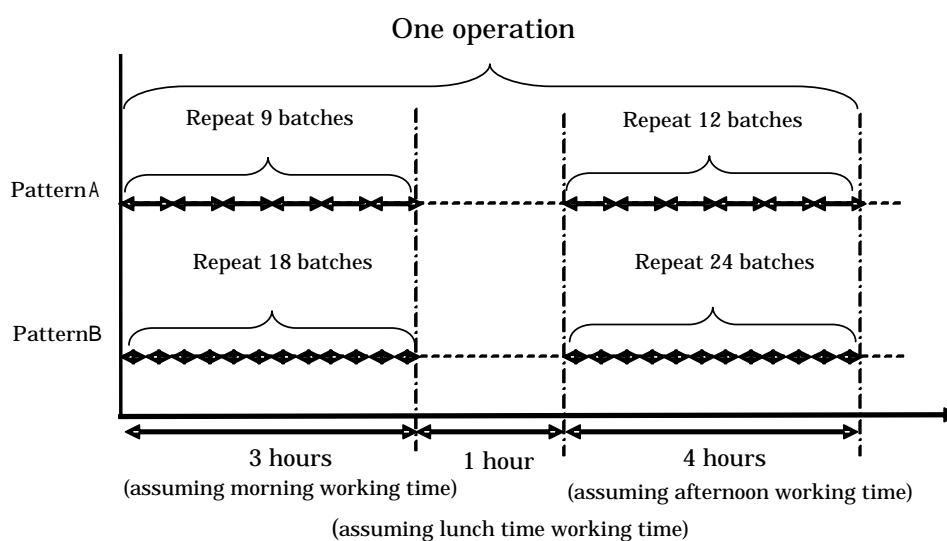 One operation
Repeat 9 batches
Repeat 12 batches
Pattern A
Repeat 18 batches
Repeat 24 batches
PatternB
3 hours
1 hour
4 hours
(assuming morning working time)
(assuming afternoon working time)
(assuming lunch time working time)